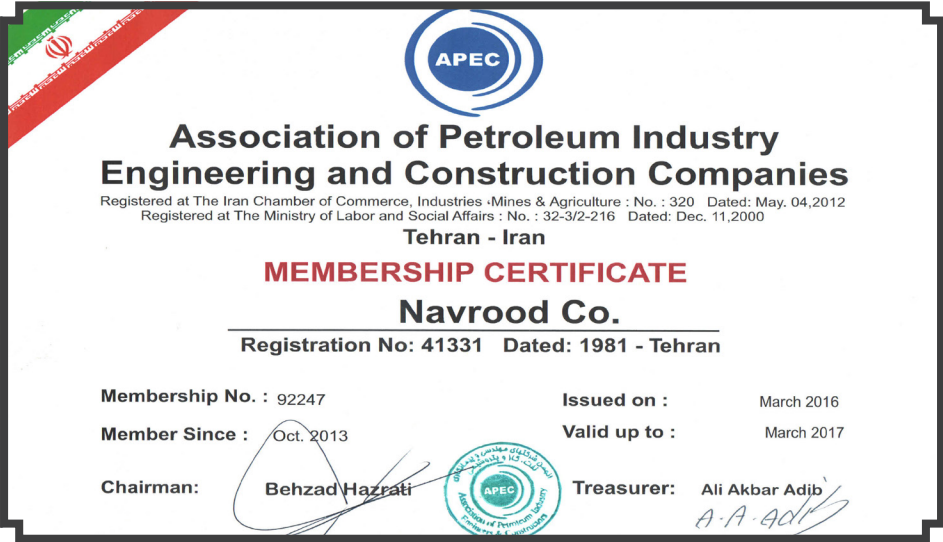 APEC
Association of Petroleum Industry
Engineering and Construction Companies
Registered at The Iran Chamber of Commerce, Industries ،Mines & Agriculture : No. : 320 Dated: May. 04,2012
Registered at The Ministry of Labor and Social Affairs : No. : 32-3/2-216 Dated: Dec. 11,2000
Tehran - Iran
MEMBERSHIP CERTIFICATE
Navrood Co.
Registration No: 41331 Dated: 1981 - Tehran
Membership No. : 92247
Issued on : March 2016
Member Since : Oct. 2013
Valid up to : March 2017
Chairman: Behzad Hazrati
APEC
Association of Petroleum Industry
Engineers & Constructors
Treasurer: Ali Akbar Adib
A.A.Adib